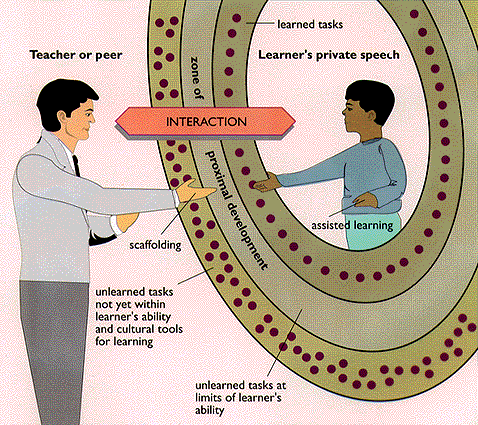 learned tasks
Teacher or peer
Learner's private speech
zone of
proximal development
INTERACTION
scaffolding
assisted learning
unlearned tasks
not yet within
learner's ability
and cultural tools
for learning
unlearned tasks at
limits of learner's
ability